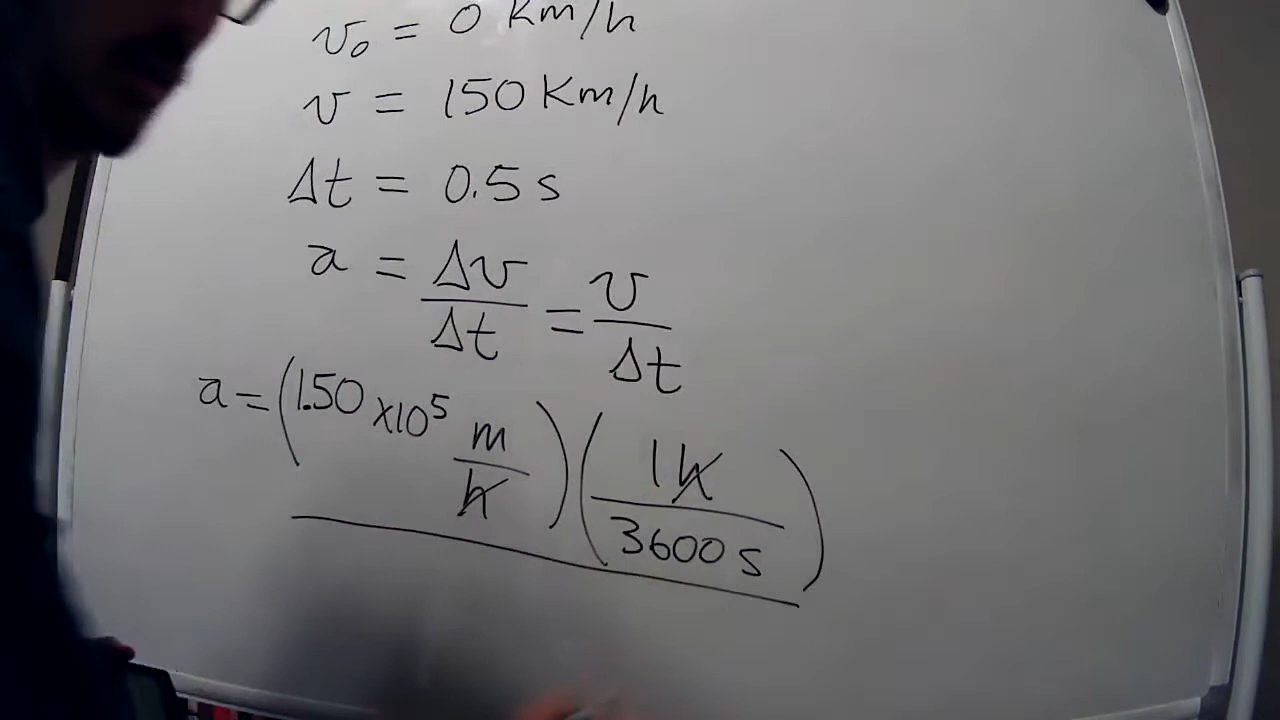 v₀ = 0 Km/h
v = 150 Km/h
Δt = 0.5 s
a = Δv/Δt = v/Δt
a = (1.50 x10⁵ m/h)(1h/3600 s)